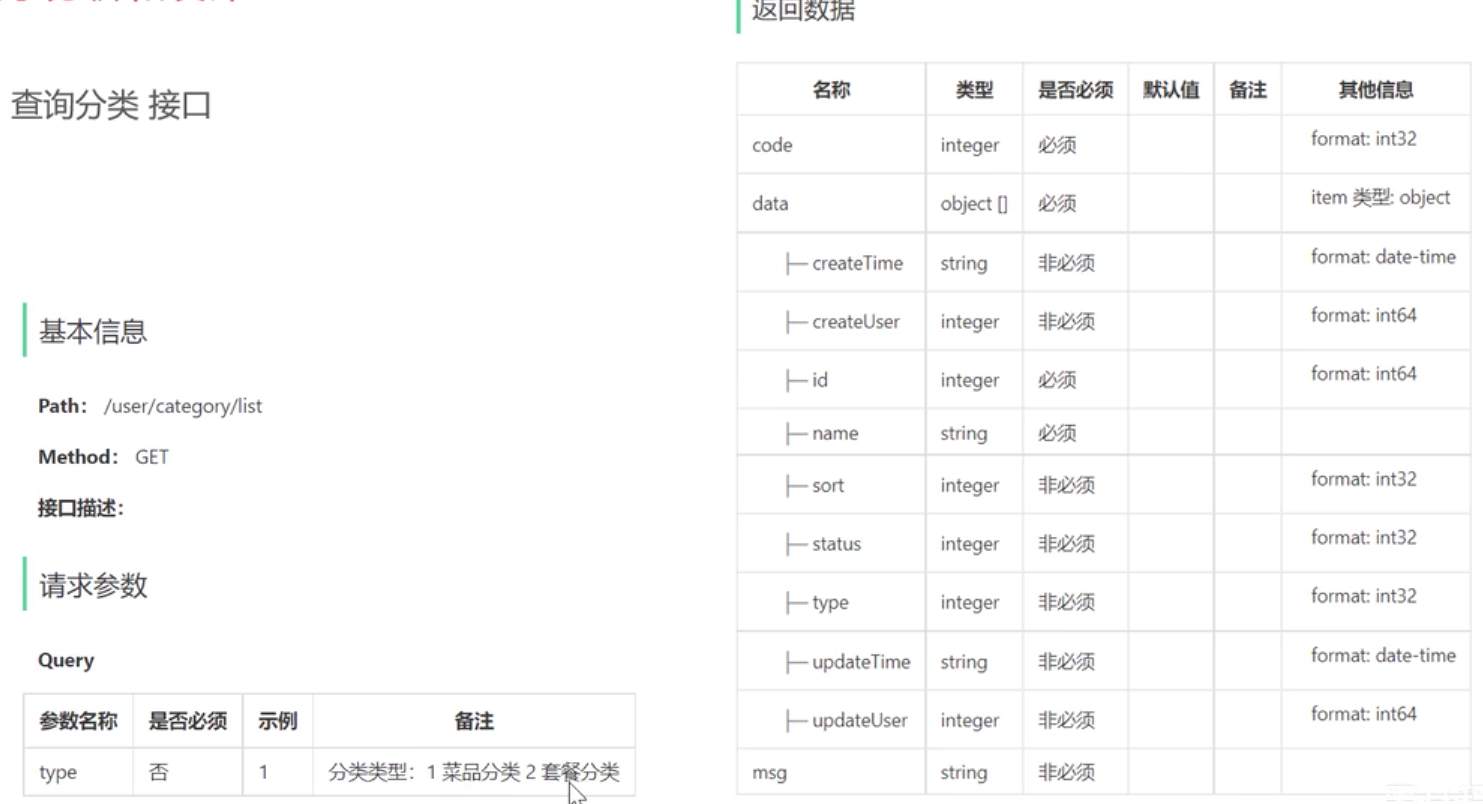 查询分类 接口
基本信息
Path： /user/category/list
Method： GET
接口描述：
请求参数
Query
参数名称 是否必须 示例 备注
type 否 1 分类类型：1 菜品分类 2 套餐分类
返回数据
名称 类型 是否必须 默认值 备注 其他信息
code integer 必须 format: int32
data object [] 必须 item 类型: object
├─ createTime string 非必须 format: date-time
├─ createUser integer 非必须 format: int64
├─ id integer 必须 format: int64
├─ name string 必须
├─ sort integer 非必须 format: int32
├─ status integer 非必须 format: int32
├─ type integer 非必须 format: int32
├─ updateTime string 非必须 format: date-time
├─ updateUser integer 非必须 format: int64
msg string 非必须